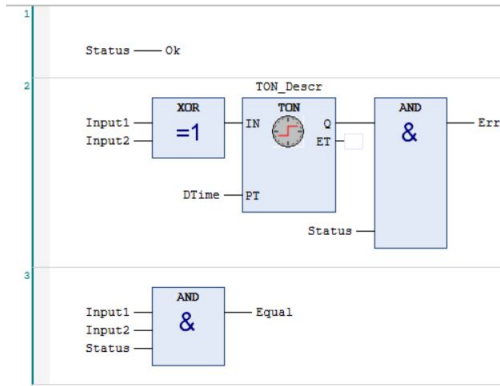 1
Status Ok
2
TON_Descr
XOR TON AND
Input1 =1 IN Q & Err
Input2 ET
DTime PT
Status
3
AND
Input1 & Equal
Input2
Status